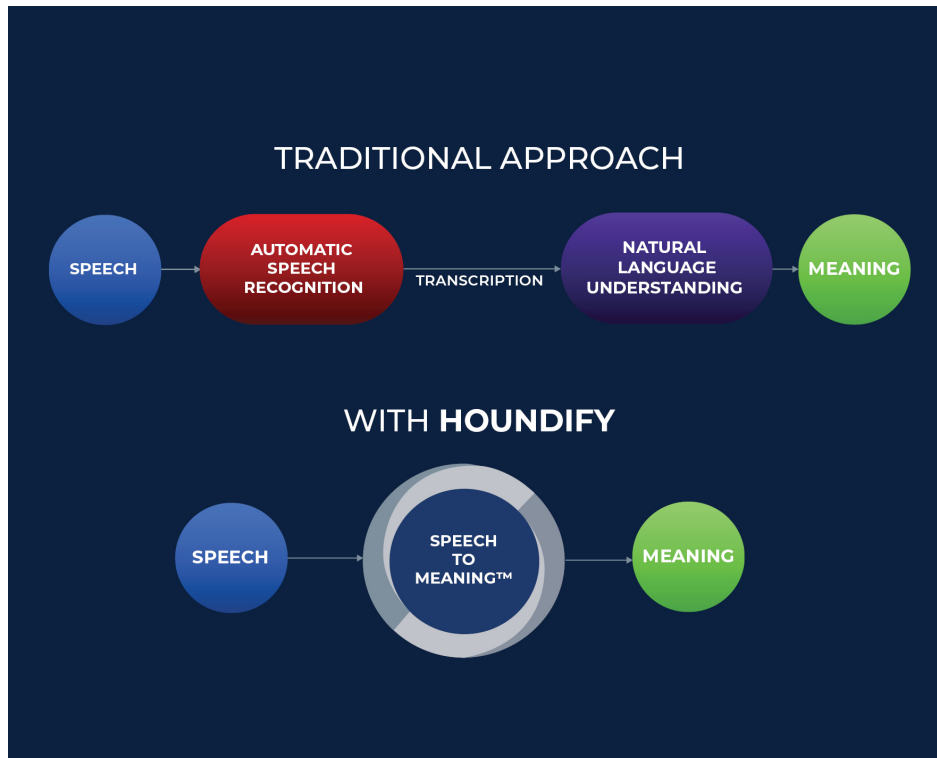 TRADITIONAL APPROACH
SPEECH
AUTOMATIC
SPEECH
RECOGNITION
TRANSCRIPTION
NATURAL
LANGUAGE
UNDERSTANDING
MEANING
WITH HOUNDIFY
SPEECH
SPEECH
TO
MEANING™
MEANING